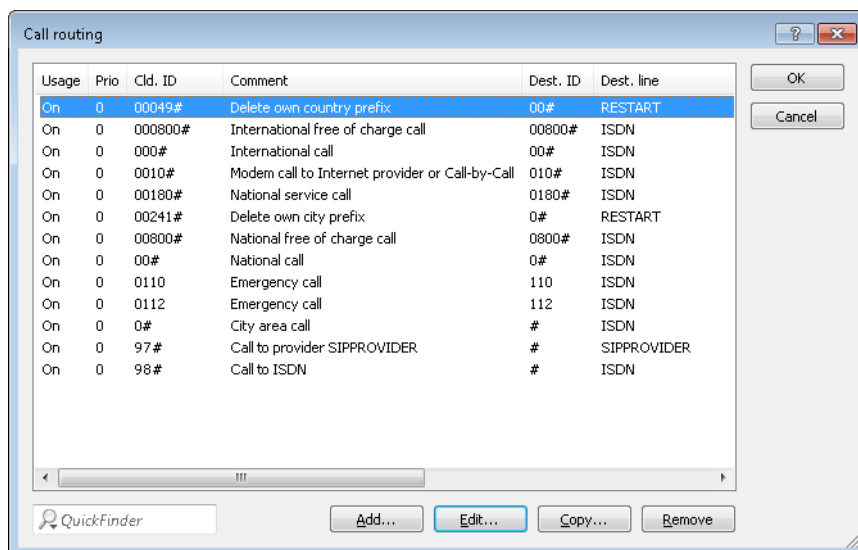 Call routing
Usage Prio Cld. ID Comment Dest. ID Dest. line
On 0 00049# Delete own country prefix 00# RESTART
On 0 000800# International free of charge call 00800# ISDN
On 0 000# International call 00# ISDN
On 0 0010# Modem call to Internet provider or Call-by-Call 010# ISDN
On 0 00180# National service call 0180# ISDN
On 0 00241# Delete own city prefix 0# RESTART
On 0 00800# National free of charge call 0800# ISDN
On 0 00# National call 0# ISDN
On 0 0110 Emergency call 110 ISDN
On 0 0112 Emergency call 112 ISDN
On 0 0# City area call # ISDN
On 0 97# Call to provider SIPPROVIDER # SIPPROVIDER
On 0 98# Call to ISDN # ISDN
OK
Cancel
QuickFinder Add... Edit... Copy... Remove